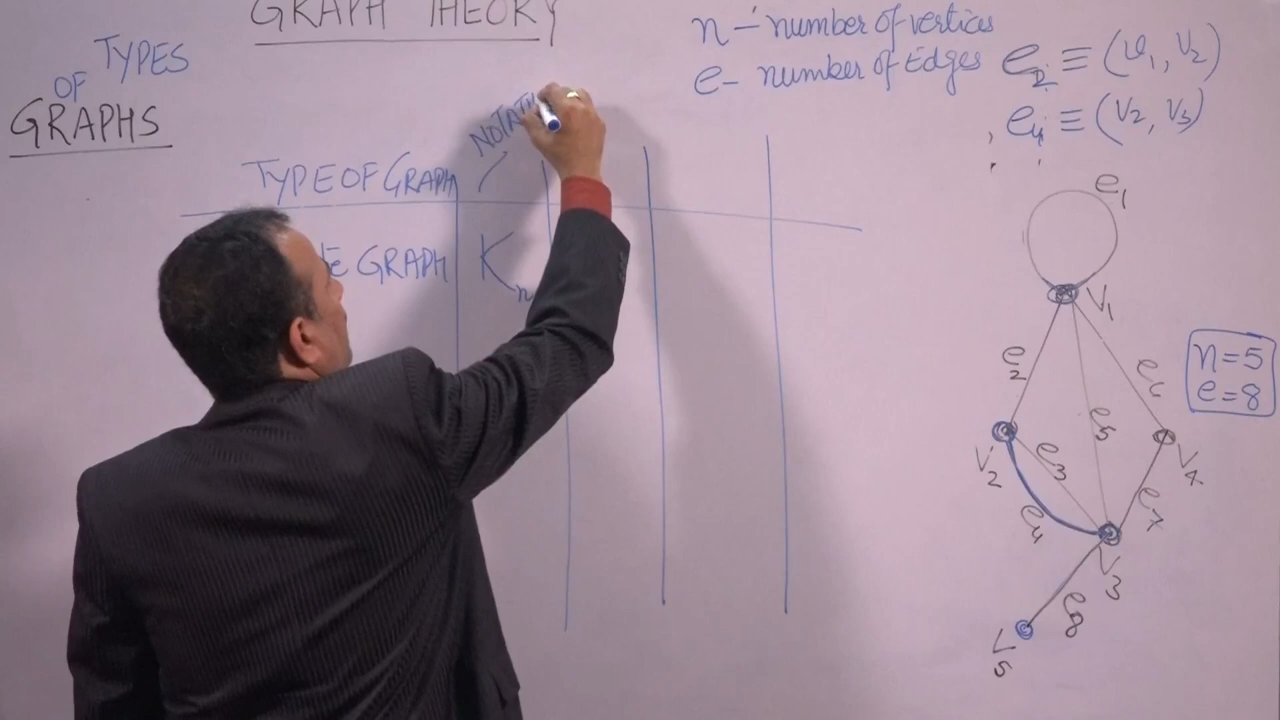 GRAPH THEORY
TYPES
OF
GRAPHS
n - number of vertices
e - number of Edges
e2 ≡ (v1, v2)
e4 ≡ (v2, v3)
TYPE OF GRAPH
GRAPH
Kn
e1
V1
e2
e5
V2
e3
e4
V4
e7
V3
e8
V5
n=5
e=8